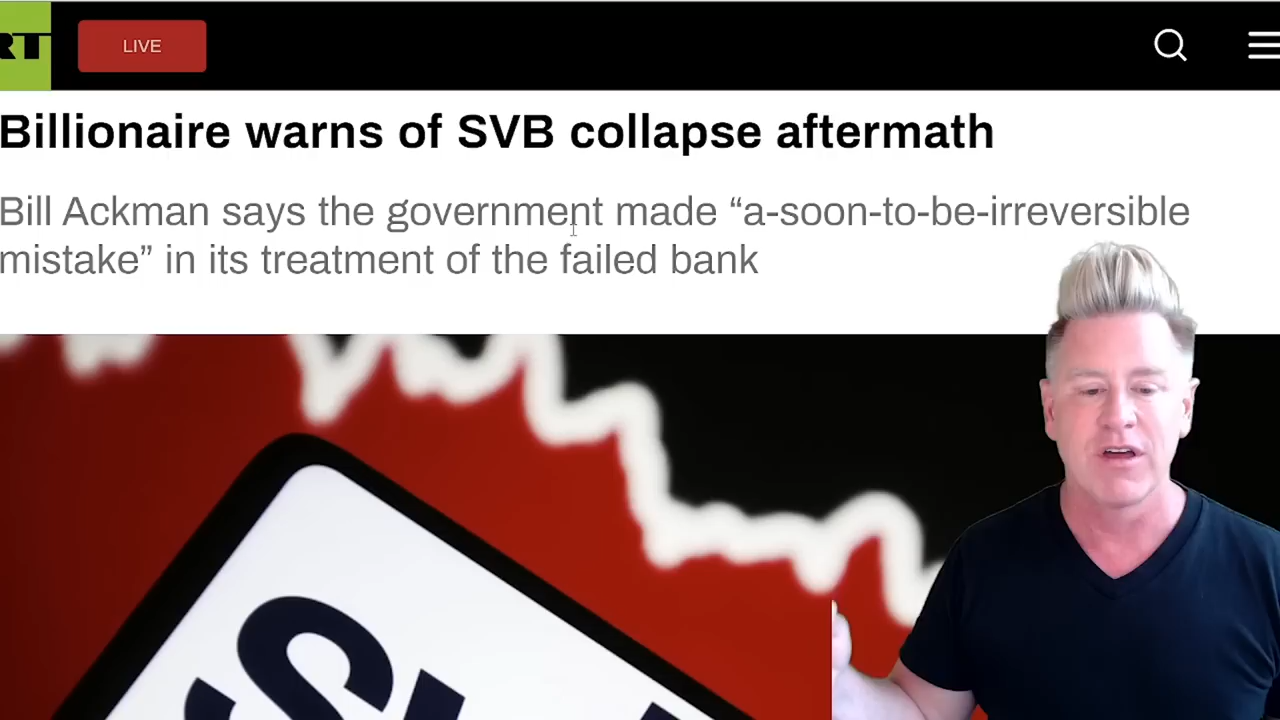 RT
LIVE
Billionaire warns of SVB collapse aftermath
Bill Ackman says the government made “a-soon-to-be-irreversible
mistake” in its treatment of the failed bank